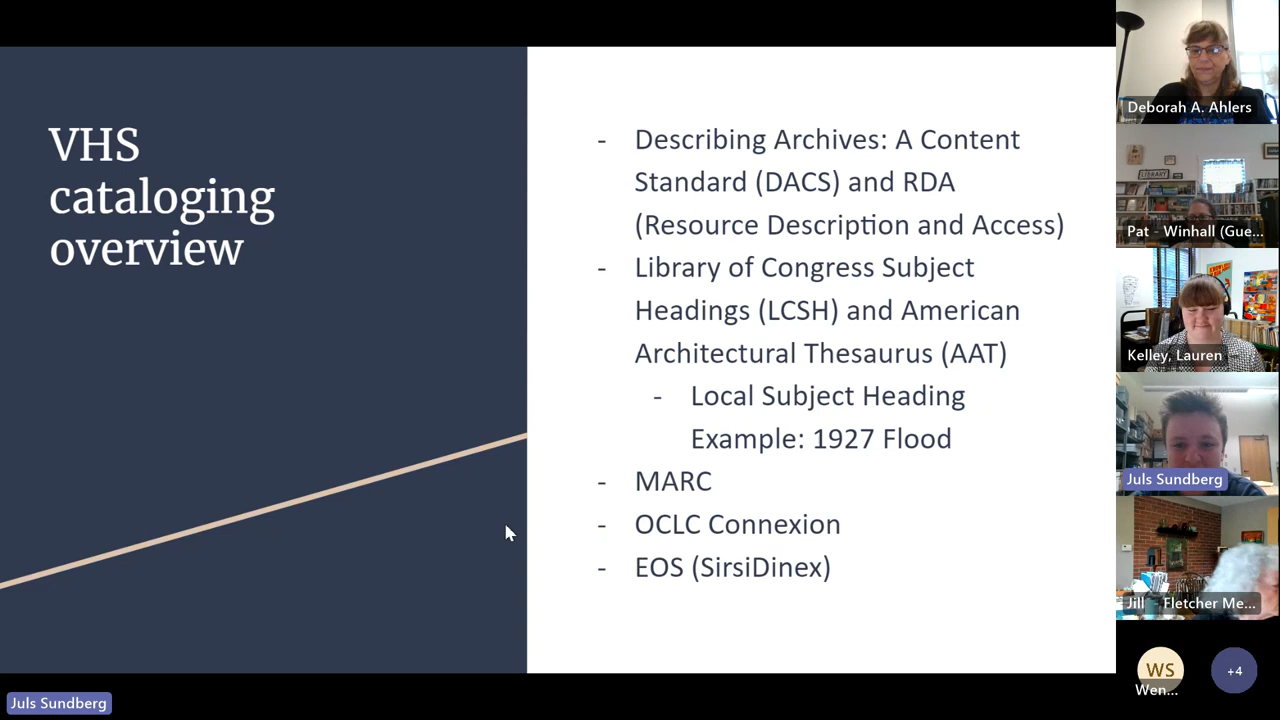 VHS
cataloging
overview
- Describing Archives: A Content
Standard (DACS) and RDA
(Resource Description and Access)
- Library of Congress Subject
Headings (LCSH) and American
Architectural Thesaurus (AAT)
- Local Subject Heading
Example: 1927 Flood
- MARC
- OCLC Connexion
- EOS (SirsiDinex)
Juls Sundberg
Deborah A. Ahlers
LIBRARY
Pat - Winhall (Gue...
Kelley, Lauren
Juls Sundberg
Jill - Fletcher Me...
WS
Wen...
+4